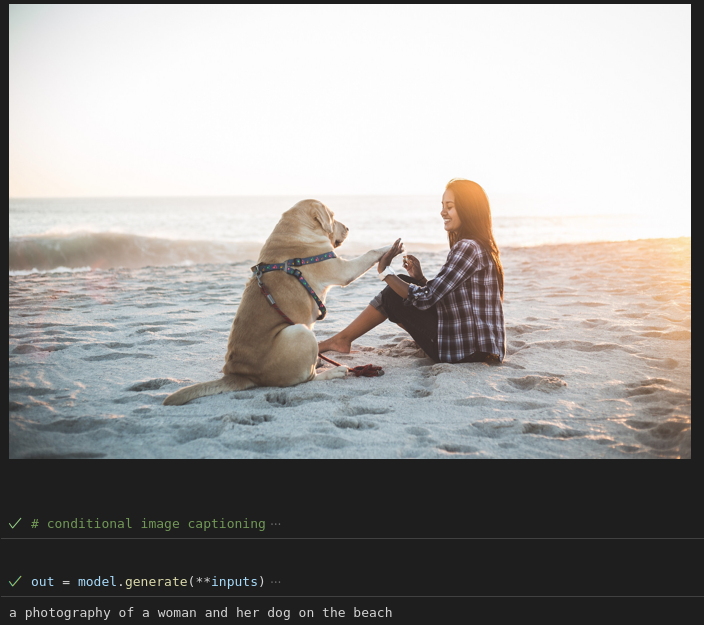 # conditional image captioning ···
out = model.generate(**inputs) ···
a photography of a woman and her dog on the beach